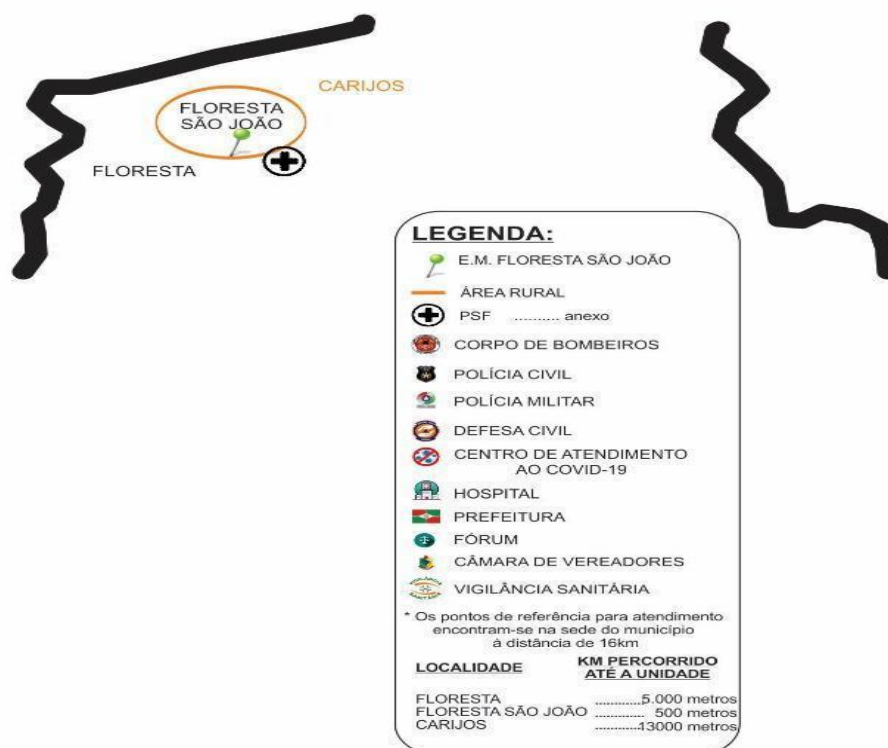 CARIJOS
FLORESTA
SÃO JOÃO
FLORESTA
LEGENDA:
E.M. FLORESTA SÃO JOÃO
ÁREA RURAL
PSF .......... anexo
CORPO DE BOMBEIROS
POLÍCIA CIVIL
POLÍCIA MILITAR
DEFESA CIVIL
CENTRO DE ATENDIMENTO
AO COVID-19
HOSPITAL
PREFEITURA
FÓRUM
CÂMARA DE VEREADORES
VIGILÂNCIA SANITÁRIA
* Os pontos de referência para atendimento
encontram-se na sede do município
à distância de 16km
LOCALIDADE KM PERCORRIDO
ATÉ A UNIDADE
FLORESTA ............5.000 metros
FLORESTA SÃO JOÃO ............ 500 metros
CARIJOS ............13000 metros